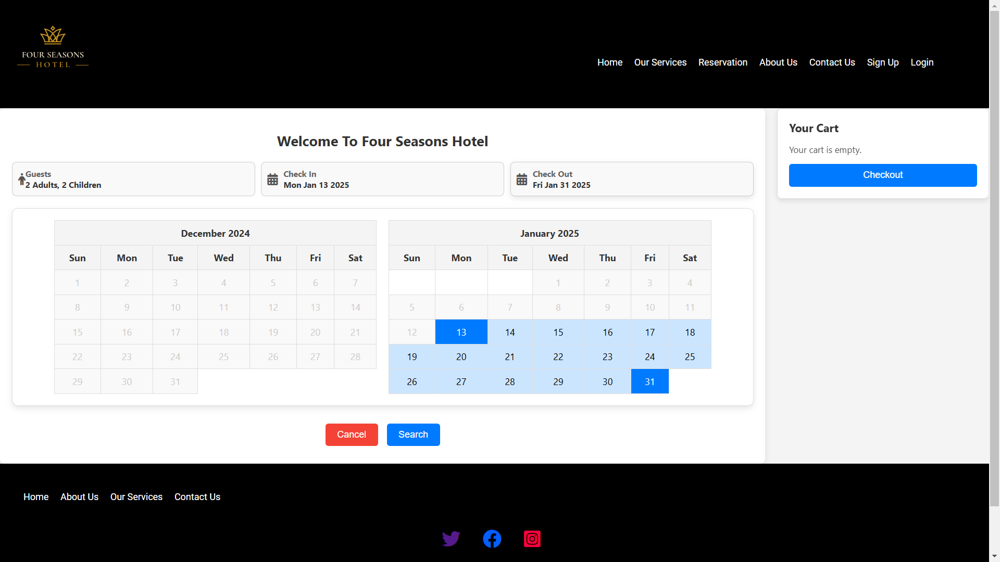 FOUR SEASONS
HOTEL
Home Our Services Reservation About Us Contact Us Sign Up Login
Welcome To Four Seasons Hotel
Guests
2 Adults, 2 Children
Check In
Mon Jan 13 2025
Check Out
Fri Jan 31 2025
Your Cart
Your cart is empty.
Checkout
December 2024
Sun Mon Tue Wed Thu Fri Sat
1 2 3 4 5 6 7
8 9 10 11 12 13 14
15 16 17 18 19 20 21
22 23 24 25 26 27 28
29 30 31
January 2025
Sun Mon Tue Wed Thu Fri Sat
1 2 3 4
5 6 7 8 9 10 11
12 13 14 15 16 17 18
19 20 21 22 23 24 25
26 27 28 29 30 31
Cancel Search
Home About Us Our Services Contact Us